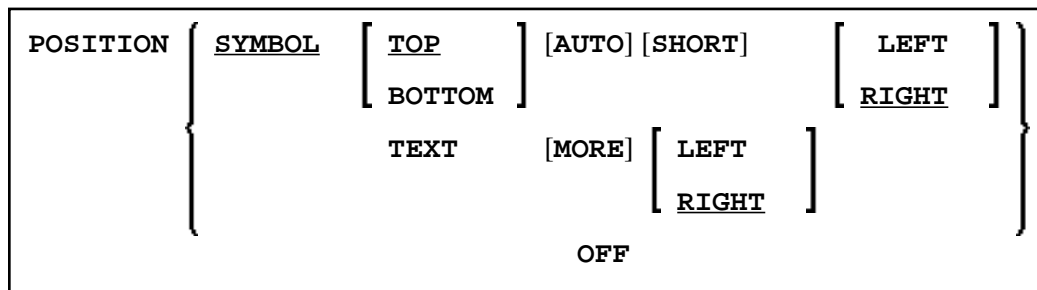 POSITION SYMBOL TOP [AUTO] [SHORT] LEFT
BOTTOM RIGHT
TEXT [MORE] LEFT
RIGHT
OFF